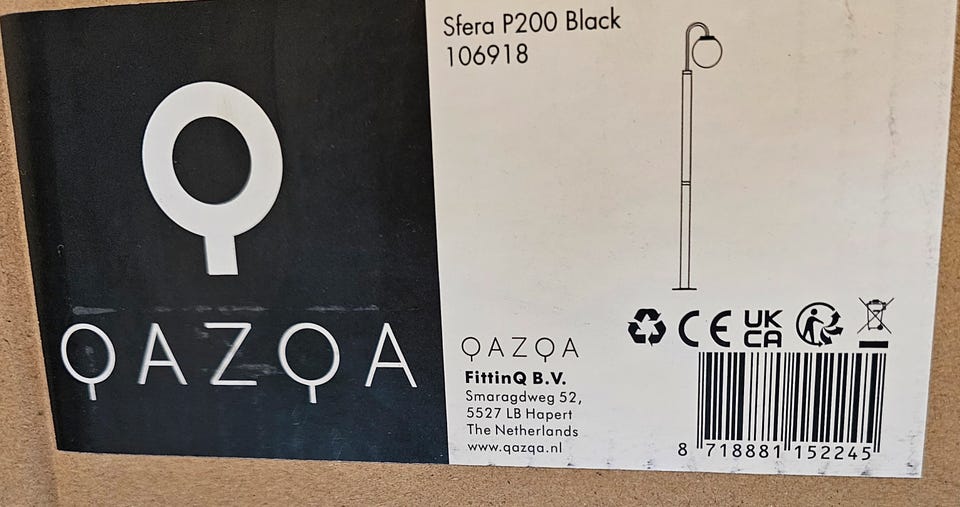 QAZQA
Sfera P200 Black
106918
QAZQA
FittinQ B.V.
Smaragdweg 52,
5527 LB Hapert
The Netherlands
www.qazqa.nl
CE UK CA
8 718881 152245